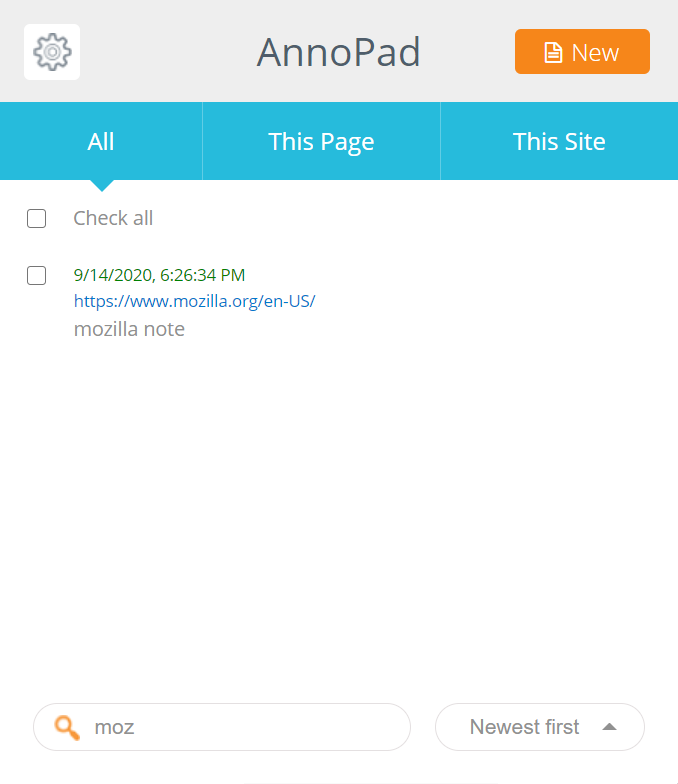 AnnoPad
New
All
This Page
This Site
Check all
9/14/2020, 6:26:34 PM
https://www.mozilla.org/en-US/
mozilla note
moz
Newest first